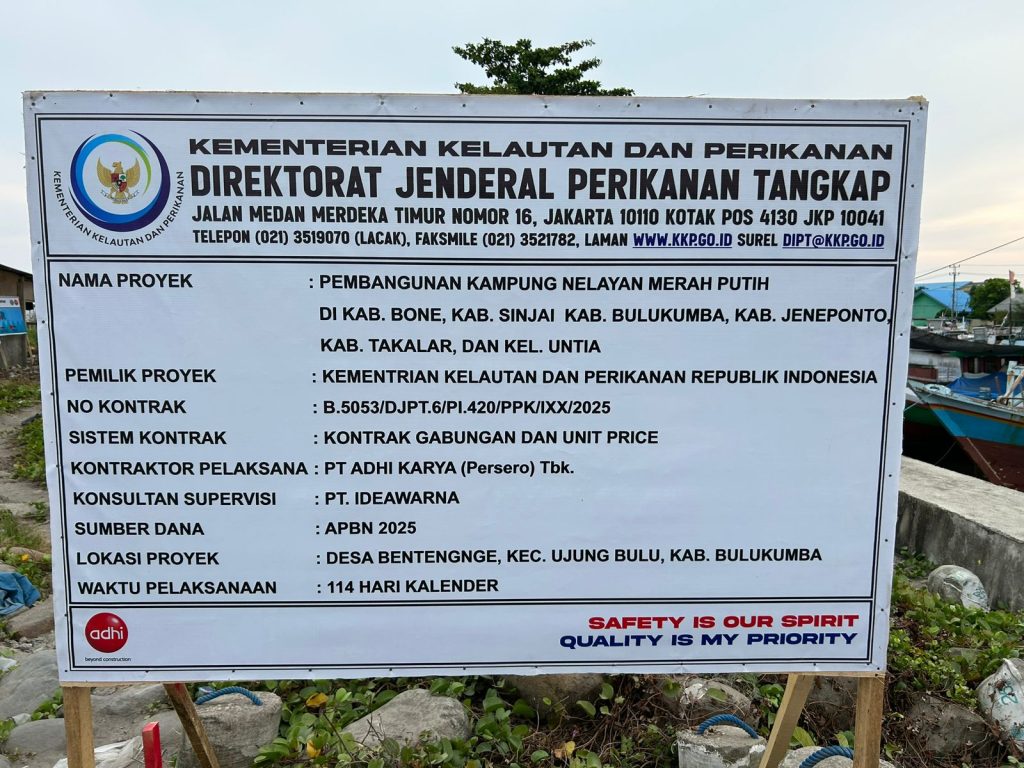 KEMENTERIAN KELAUTAN DAN PERIKANAN
KEMENTERIAN KELAUTAN DAN PERIKANAN
DIREKTORAT JENDERAL PERIKANAN TANGKAP
JALAN MEDAN MERDEKA TIMUR NOMOR 16, JAKARTA 10110 KOTAK POS 4130 JKP 10041
TELEPON (021) 3519070 (LACAK), FAKSMILE (021) 3521782, LAMAN WWW.KKP.GO.ID SUREL DJPT@KKP.GO.ID
NAMA PROYEK : PEMBANGUNAN KAMPUNG NELAYAN MERAH PUTIH
DI KAB. BONE, KAB. SINJAI KAB. BULUKUMBA, KAB. JENEPONTO,
KAB. TAKALAR, DAN KEL. UNTIA
PEMILIK PROYEK : KEMENTRIAN KELAUTAN DAN PERIKANAN REPUBLIK INDONESIA
NO KONTRAK : B.5053/DJPT.6/PI.420/PPK/IXX/2025
SISTEM KONTRAK : KONTRAK GABUNGAN DAN UNIT PRICE
KONTRAKTOR PELAKSANA : PT ADHI KARYA (Persero) Tbk.
KONSULTAN SUPERVISI : PT. IDEAWARNA
SUMBER DANA : APBN 2025
LOKASI PROYEK : DESA BENTENGNGE, KEC. UJUNG BULU, KAB. BULUKUMBA
WAKTU PELAKSANAAN : 114 HARI KALENDER
adhi
beyond construction
SAFETY IS OUR SPIRIT
QUALITY IS MY PRIORITY